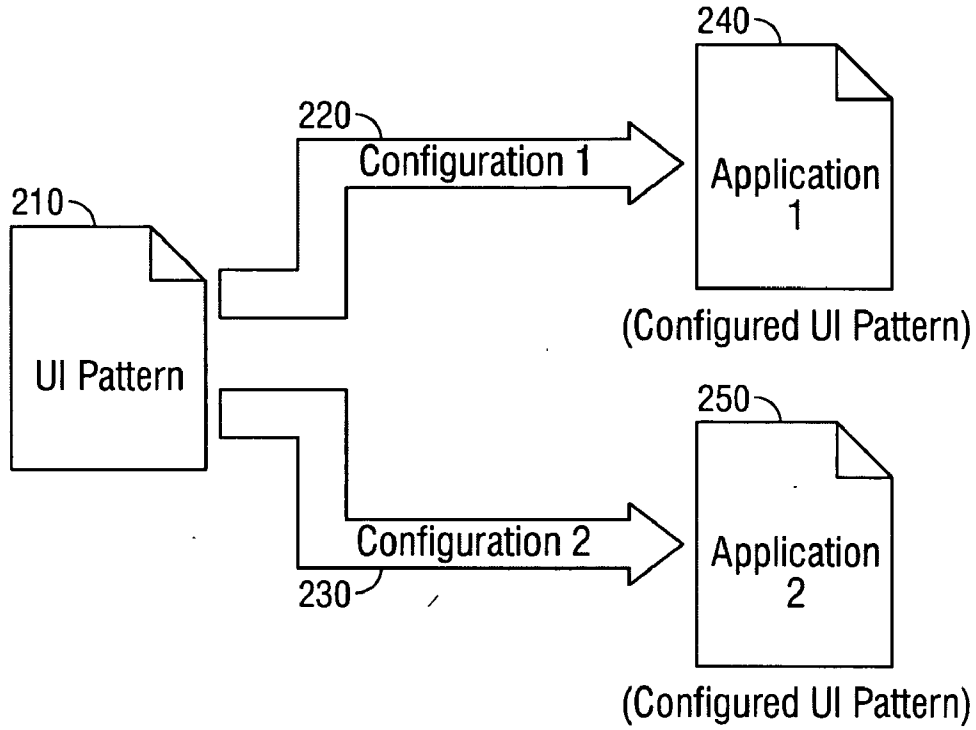 240
220
Configuration 1
Application
1
210
(Configured UI Pattern)
UI Pattern
250
Configuration 2
Application
2
230
(Configured UI Pattern)